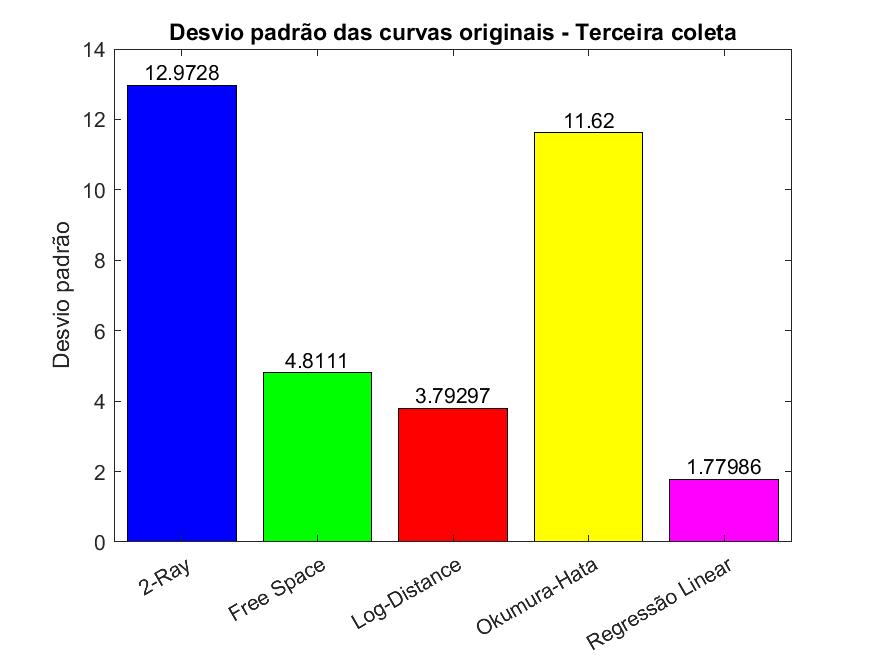 Desvio padrão das curvas originais - Terceira coleta
Desvio padrão
14
12
10
8
6
4
2
0
12.9728
4.8111
3.79297
11.62
1.77986
2-Ray
Free Space
Log-Distance
Okumura-Hata
Regressão Linear